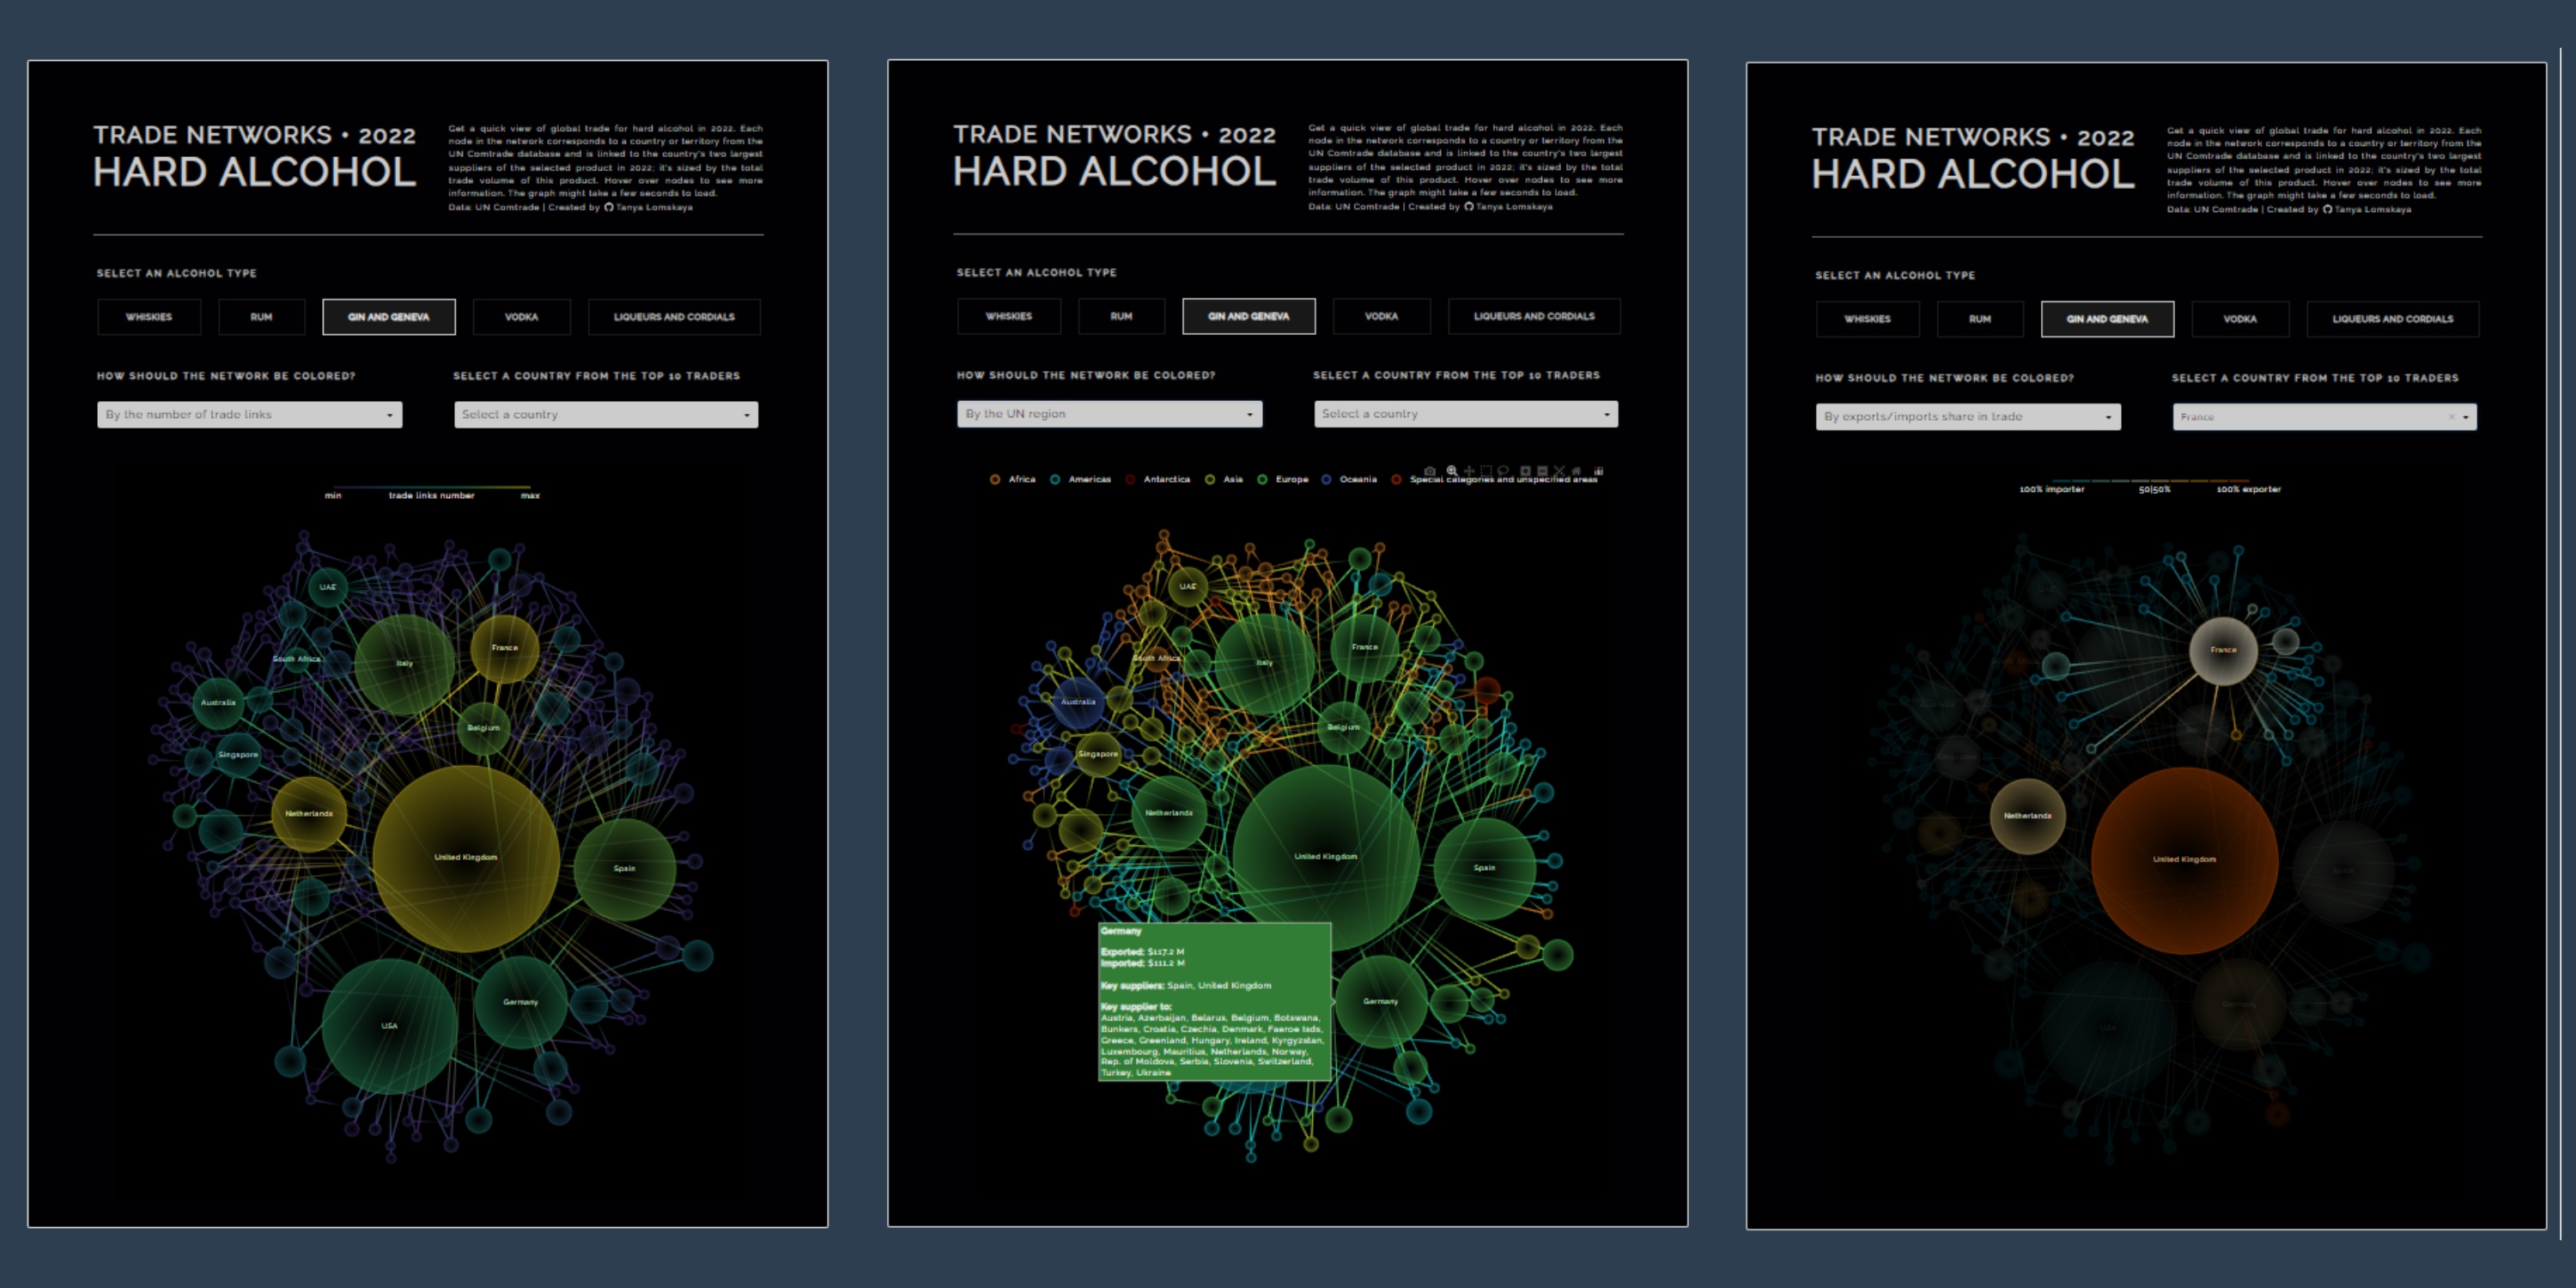 TRADE NETWORKS • 2022
HARD ALCOHOL
Get a quick view of global trade for hard alcohol in 2022. Each
node in the network corresponds to a country or territory from the
UN Comtrade database and is linked to the country's two largest
suppliers of the selected product in 2022; it's sized by the total
trade volume of this product. Hover over nodes to see more
information. The graph might take a few seconds to load.
Data: UN Comtrade | Created by Tanya Lomskaya
SELECT AN ALCOHOL TYPE
WHISKIES
RUM
GIN AND GENEVA
VODKA
LIQUEURS AND CORDIALS
HOW SHOULD THE NETWORK BE COLORED?
SELECT A COUNTRY FROM THE TOP 10 TRADERS
By the number of trade links
Select a country
min
trade links number
max
UAE
France
South Africa
Italy
Australia
Belgium
Singapore
Netherlands
United Kingdom
Spain
Germany
USA
TRADE NETWORKS • 2022
HARD ALCOHOL
Get a quick view of global trade for hard alcohol in 2022. Each
node in the network corresponds to a country or territory from the
UN Comtrade database and is linked to the country's two largest
suppliers of the selected product in 2022; it's sized by the total
trade volume of this product. Hover over nodes to see more
information. The graph might take a few seconds to load.
Data: UN Comtrade | Created by Tanya Lomskaya
SELECT AN ALCOHOL TYPE
WHISKIES
RUM
GIN AND GENEVA
VODKA
LIQUEURS AND CORDIALS
HOW SHOULD THE NETWORK BE COLORED?
SELECT A COUNTRY FROM THE TOP 10 TRADERS
By the UN region
Select a country
Africa
Americas
Antarctica
Asia
Europe
Oceania
Special categories and unspecified areas
UAE
France
South Africa
Italy
Australia
Belgium
Singapore
Netherlands
United Kingdom
Spain
Germany
Exported: $117.2 M
Imported: $111.2 M
Key suppliers: Spain, United Kingdom
Key supplier to:
Austria, Azerbaijan, Belarus, Belgium, Botswana,
Bunkers, Croatia, Czechia, Denmark, Faeroe Isds,
Greece, Greenland, Hungary, Ireland, Kyrgyzstan,
Luxembourg, Mauritius, Netherlands, Norway,
Rep. of Moldova, Serbia, Slovenia, Switzerland,
Turkey, Ukraine
Germany
TRADE NETWORKS • 2022
HARD ALCOHOL
Get a quick view of global trade for hard alcohol in 2022. Each
node in the network corresponds to a country or territory from the
UN Comtrade database and is linked to the country's two largest
suppliers of the selected product in 2022; it's sized by the total
trade volume of this product. Hover over nodes to see more
information. The graph might take a few seconds to load.
Data: UN Comtrade | Created by Tanya Lomskaya
SELECT AN ALCOHOL TYPE
WHISKIES
RUM
GIN AND GENEVA
VODKA
LIQUEURS AND CORDIALS
HOW SHOULD THE NETWORK BE COLORED?
SELECT A COUNTRY FROM THE TOP 10 TRADERS
By exports/imports share in trade
France
100% importer
50|50%
100% exporter
France
Netherlands
United Kingdom
Germany
USA